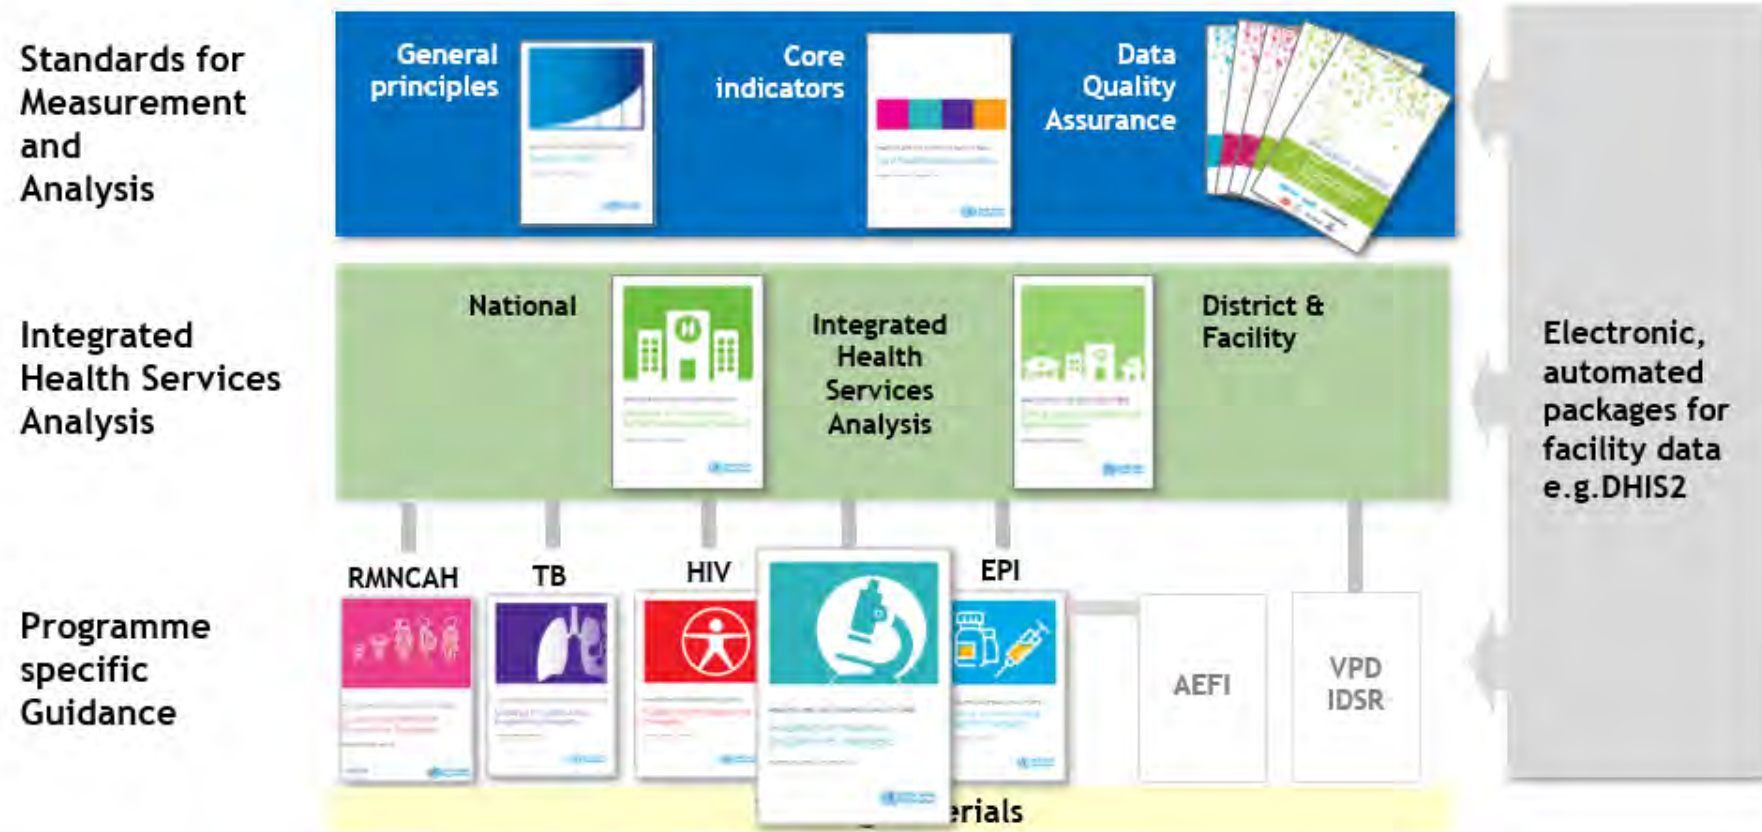 Standards for
Measurement
and
Analysis
General
principles
Core
indicators
Data
Quality
Assurance
Integrated
Health Services
Analysis
National
Integrated
Health
Services
Analysis
District &
Facility
Electronic,
automated
packages for
facility data
e.g.DHIS2
Programme
specific
Guidance
RMNCAH
TB
HIV
EPI
AEFI
VPD
IDSR
erials